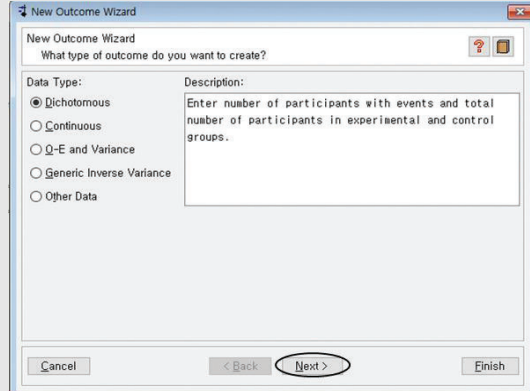 New Outcome Wizard
New Outcome Wizard
What type of outcome do you want to create?
Data Type:
Dichotomous
Continuous
O-E and Variance
Generic Inverse Variance
Other Data
Description:
Enter number of participants with events and total
number of participants in experimental and control
groups.
Cancel
< Back
Next >
Finish